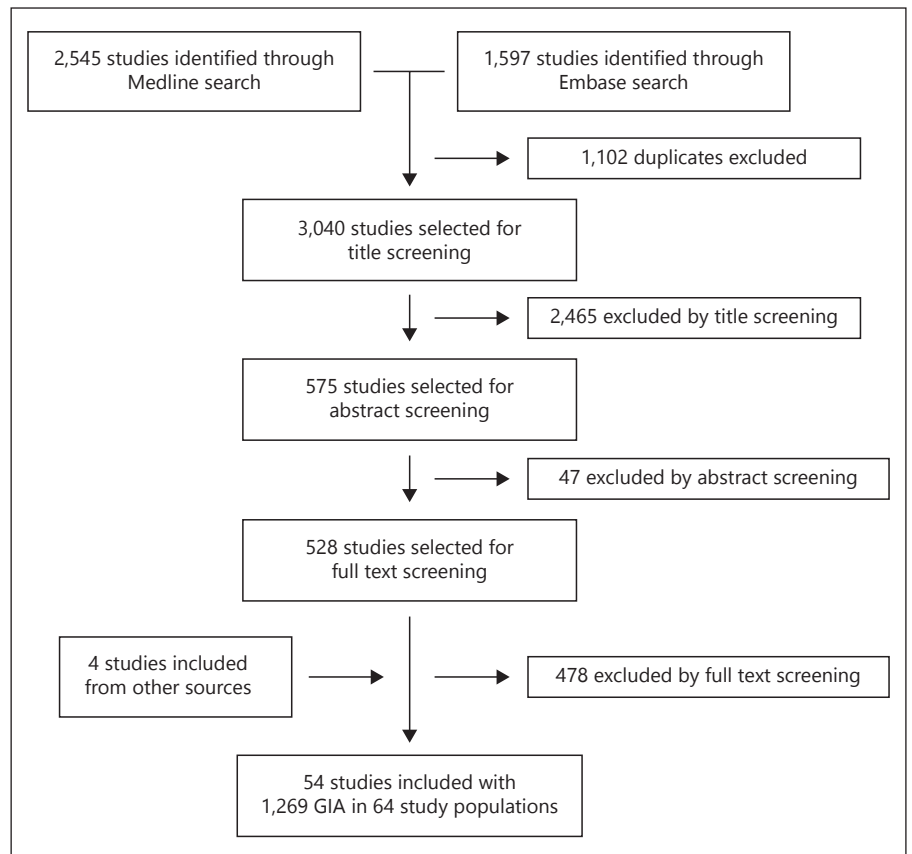 2,545 studies identified through
Medline search
1,597 studies identified through
Embase search
1,102 duplicates excluded
3,040 studies selected for
title screening
2,465 excluded by title screening
575 studies selected for
abstract screening
47 excluded by abstract screening
528 studies selected for
full text screening
4 studies included
from other sources
478 excluded by full text screening
54 studies included with
1,269 GIA in 64 study populations